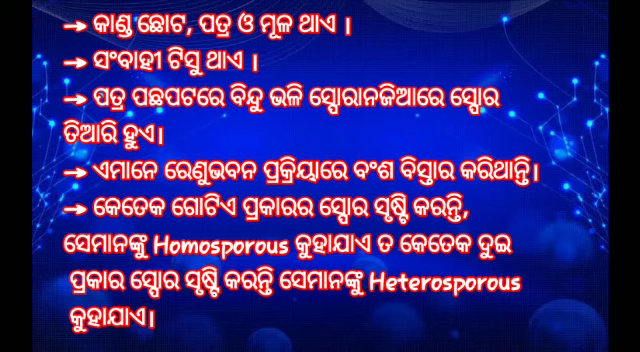 → କାଣ୍ଡ ଛୋଟ, ପତ୍ର ଓ ମୂଳ ଥାଏ ।
→ ସଂବାହୀ ଟିସୁ ଥାଏ ।
→ ପତ୍ର ପଛପଟରେ ବିନ୍ଦୁ ଭଳି ସ୍ପୋରାନଜିଆରେ ସ୍ପୋର
ତିଆରି ହୁଏ।
→ ଏମାନେ ରେଣୁଭବନ ପ୍ରକ୍ରିୟାରେ ବଂଶ ବିସ୍ତାର କରିଥାନ୍ତି।
→ କେତେକ ଗୋଟିଏ ପ୍ରକାରର ସ୍ପୋର ସୃଷ୍ଟି କରନ୍ତି,
ସେମାନଙ୍କୁ Homosporous କୁହାଯାଏ ତ କେତେକ ଦୁଇ
ପ୍ରକାର ସ୍ପୋର ସୃଷ୍ଟି କରନ୍ତି ସେମାନଙ୍କୁ Heterosporous
କୁହାଯାଏ।